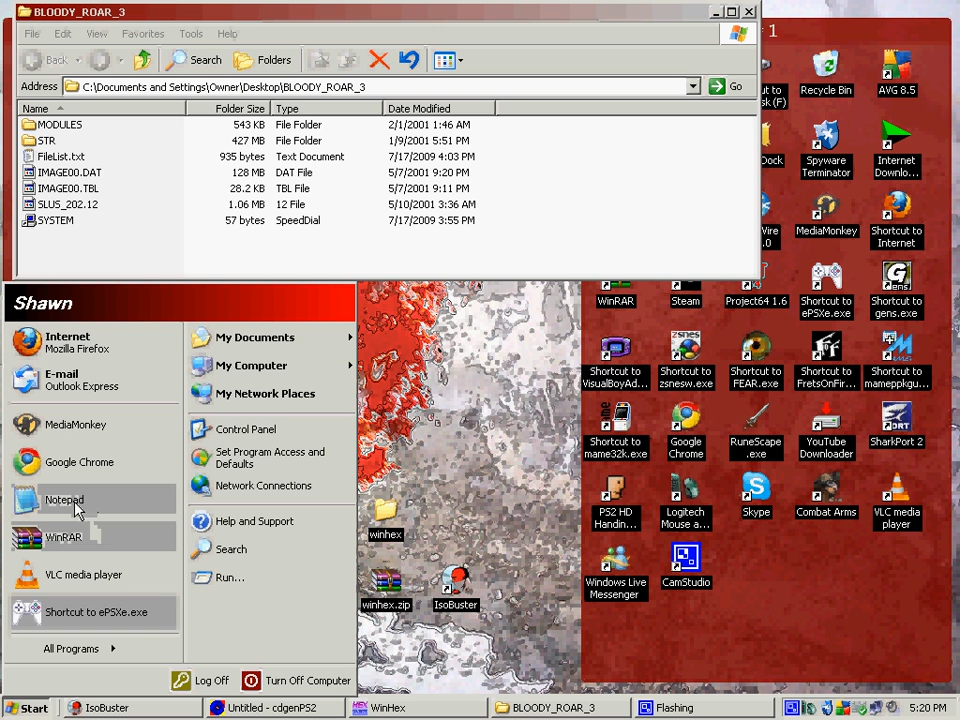 BLOODY_ROAR_3
File Edit View Favorites Tools Help
Back Search Folders
Address C:\Documents and Settings\Owner\Desktop\BLOODY_ROAR_3 Go
Name Folder Size Type Date Modified
MODULES 543 KB File Folder 2/1/2001 1:46 AM
STR 427 MB File Folder 1/9/2001 5:51 PM
FileList.txt 935 bytes Text Document 7/17/2009 4:03 PM
IMAGE00.DAT 128 MB DAT File 5/7/2001 9:20 PM
IMAGE00.TBL 28.2 KB TBL File 5/7/2001 9:11 PM
SLUS_202.12 1.06 MB 12 File 5/10/2001 3:36 AM
SYSTEM 57 bytes SpeedDial 7/17/2009 3:55 PM
1
Recycle Bin
AVG 8.5
k (F)
Dock
Spyware
Terminator
Internet
Downlo...
MediaMonkey
Shortcut to
Internet
WinRAR
Steam
Project64 1.6
Shortcut to
ePSXe.exe
Shortcut to
gens.exe
Shortcut to
VisualBoyAd...
Shortcut to
zsnesw.exe
Shortcut to
FEAR.exe
Shortcut to
FretsOnFir...
Shortcut to
mameppkgu...
Shortcut to
mame32k.exe
Google
Chrome
RuneScape
.exe
YouTube
Downloader
SharkPort 2
PS2 HD
Handin...
Logitech
Mouse a...
Skype
Combat Arms
VLC media
player
Windows Live
Messenger
CamStudio
winhex
winhex.zip
IsoBuster
Shawn
Internet
Mozilla Firefox
E-mail
Outlook Express
MediaMonkey
Google Chrome
Notepad
WinRAR
VLC media player
Shortcut to ePSXe.exe
All Programs
My Documents
My Computer
My Network Places
Control Panel
Set Program Access and
Defaults
Network Connections
Help and Support
Search
Run...
Log Off Turn Off Computer
Start IsoBuster Untitled - cdgenPS2 WinHex BLOODY_ROAR_3 Flashing 5:20 PM